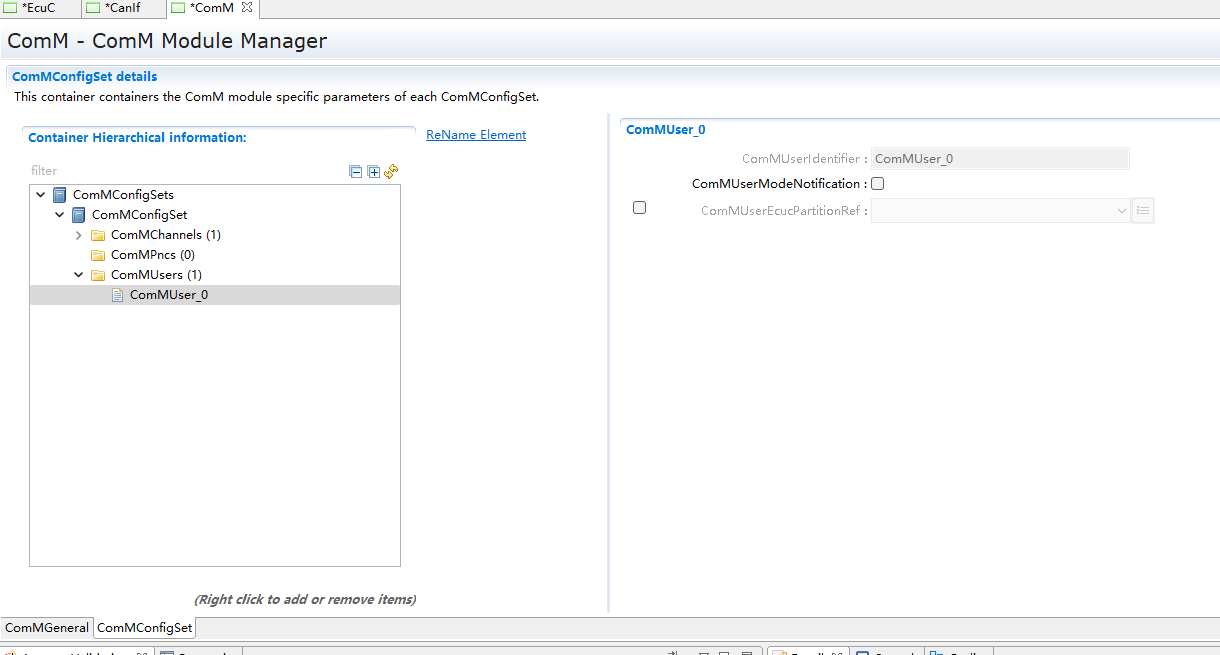 *EcuC *CanIf *ComM
ComM - ComM Module Manager
ComMConfigSet details
This container containers the ComM module specific parameters of each ComMConfigSet.
Container Hierarchical information:
ReName Element
filter
ComMConfigSets
ComMConfigSet
ComMChannels (1)
ComMPncs (0)
ComMUsers (1)
ComMUser_0
(Right click to add or remove items)
ComMUser_0
ComMUserIdentifier : ComMUser_0
ComMUserModeNotification :
ComMUserEcucPartitionRef :
ComMGeneral ComMConfigSet